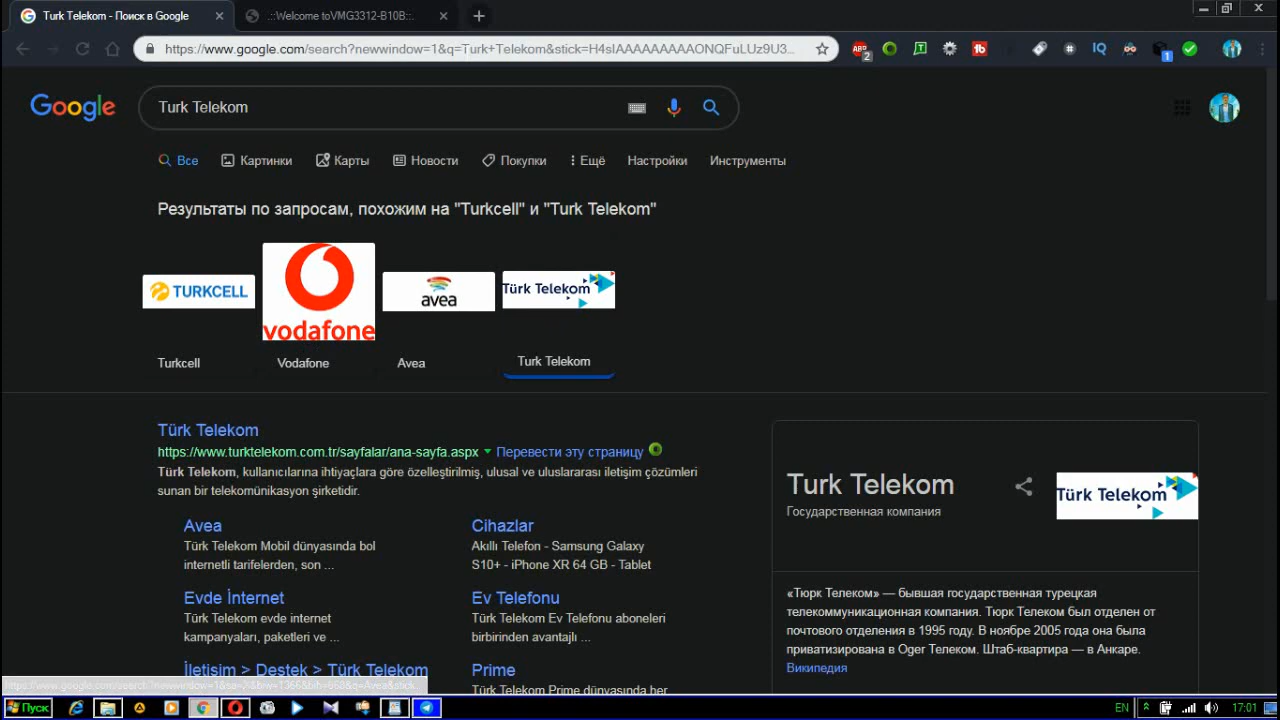 Turk Telekom - Поиск в Google
.::Welcome toVMG3312-B10B::.
https://www.google.com/search?newwindow=1&q=Turk+Telekom&stick=H4sIAAAAAAAAONQFuLUz9U3...
ABP 2
IQ
1
Google
Turk Telekom
Все Картинки Карты Новости Покупки Ещё Настройки Инструменты
Результаты по запросам, похожим на "Turkcell" и "Turk Telekom"
TURKCELL
vodafone
avea
Türk Telekom
Turkcell
Vodafone
Avea
Turk Telekom
Türk Telekom
https://www.turktelekom.com.tr/sayfalar/ana-sayfa.aspx Перевести эту страницу
Türk Telekom, kullanıcılarına ihtiyaçlara göre özelleştirilmiş, ulusal ve uluslararası iletişim çözümleri
sunan bir telekomünikasyon şirketidir.
Avea
Türk Telekom Mobil dünyasında bol
internetli tarifelerden, son ...
Cihazlar
Akıllı Telefon - Samsung Galaxy
S10+ - iPhone XR 64 GB - Tablet
Evde İnternet
Türk Telekom evde internet
kampanyaları, paketleri ve ...
Ev Telefonu
Türk Telekom Ev Telefonu aboneleri
birbirinden avantajlı ...
İletişim > Destek > Türk Telekom
Prime
Türk Telekom Prime dünyasında her
Turk Telekom
Государственная компания
Türk Telekom
«Тюрк Телеком» — бывшая государственная турецкая
телекоммуникационная компания. Тюрк Телеком был отделен от
почтового отделения в 1995 году. В ноябре 2005 года она была
приватизирована в Oger Телеком. Штаб-квартира — в Анкаре.
Википедия
Пуск
EN
17:01